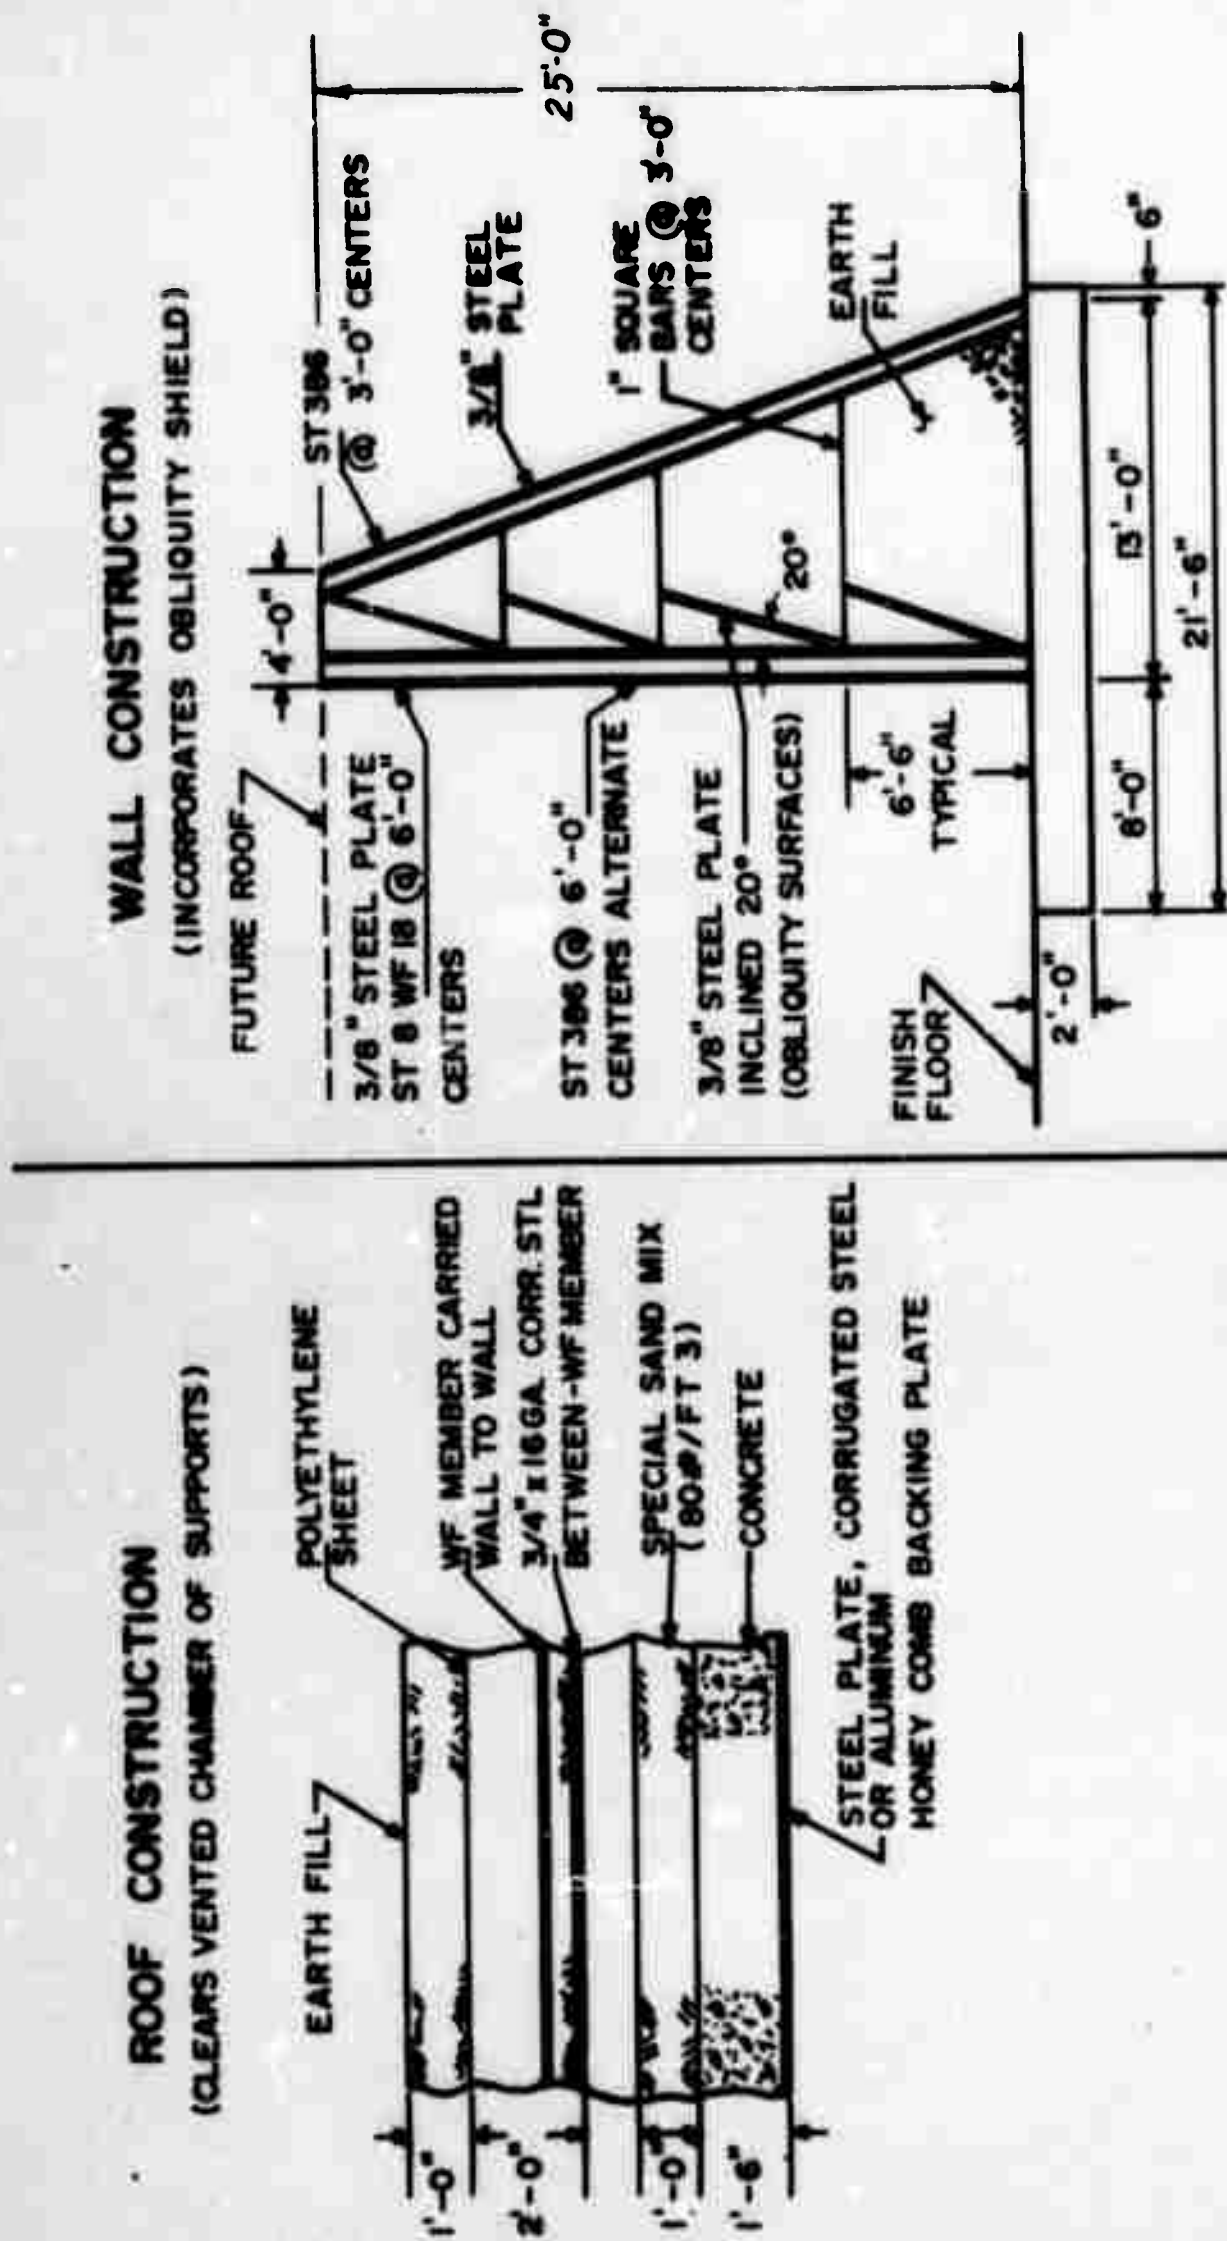 ROOF CONSTRUCTION
(CLEARS VENTED CHAMBER OF SUPPORTS)
EARTH FILL
POLYETHYLENE
SHEET
WF MEMBER CARRIED
WALL TO WALL
3/4" x 16GA. CORR. STL
BETWEEN-WF MEMBER
SPECIAL SAND MIX
(80#/FT 3)
CONCRETE
STEEL PLATE, CORRUGATED STEEL
OR ALUMINUM
HONEY COMB BACKING PLATE
1'-0"
2'-0"
1'-0"
1'-6"
WALL CONSTRUCTION
(INCORPORATES OBLIQUITY SHIELD)
FUTURE ROOF
4'-0"
ST 3B6
@ 3'-0" CENTERS
25'-0"
3/8" STEEL PLATE
ST 8 WF 18 @ 6'-0"
CENTERS
3/8" STEEL
PLATE
ST 3B6 @ 6'-0"
CENTERS ALTERNATE
1" SQUARE
BARS @ 3'-0"
CENTERS
3/8" STEEL PLATE
INCLINED 20°
(OBLIQUITY SURFACES)
20°
EARTH
FILL
6'-6"
TYPICAL
FINISH
FLOOR
2'-0"
8'-0"
13'-0"
6"
21'-6"